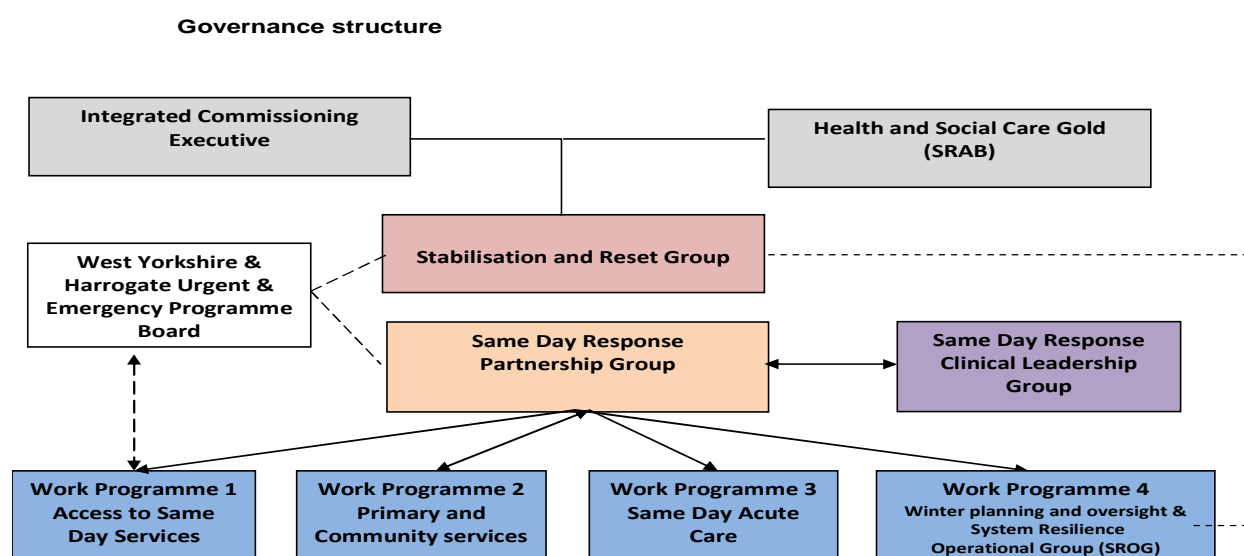 Governance structure
Integrated Commissioning
Executive
Health and Social Care Gold
(SRAB)
Stabilisation and Reset Group
West Yorkshire &
Harrogate Urgent &
Emergency Programme
Board
Same Day Response
Partnership Group
Same Day Response
Clinical Leadership
Group
Work Programme 1
Access to Same
Day Services
Work Programme 2
Primary and
Community services
Work Programme 3
Same Day Acute
Care
Work Programme 4
Winter planning and oversight &
System Resilience
Operational Group (SROG)